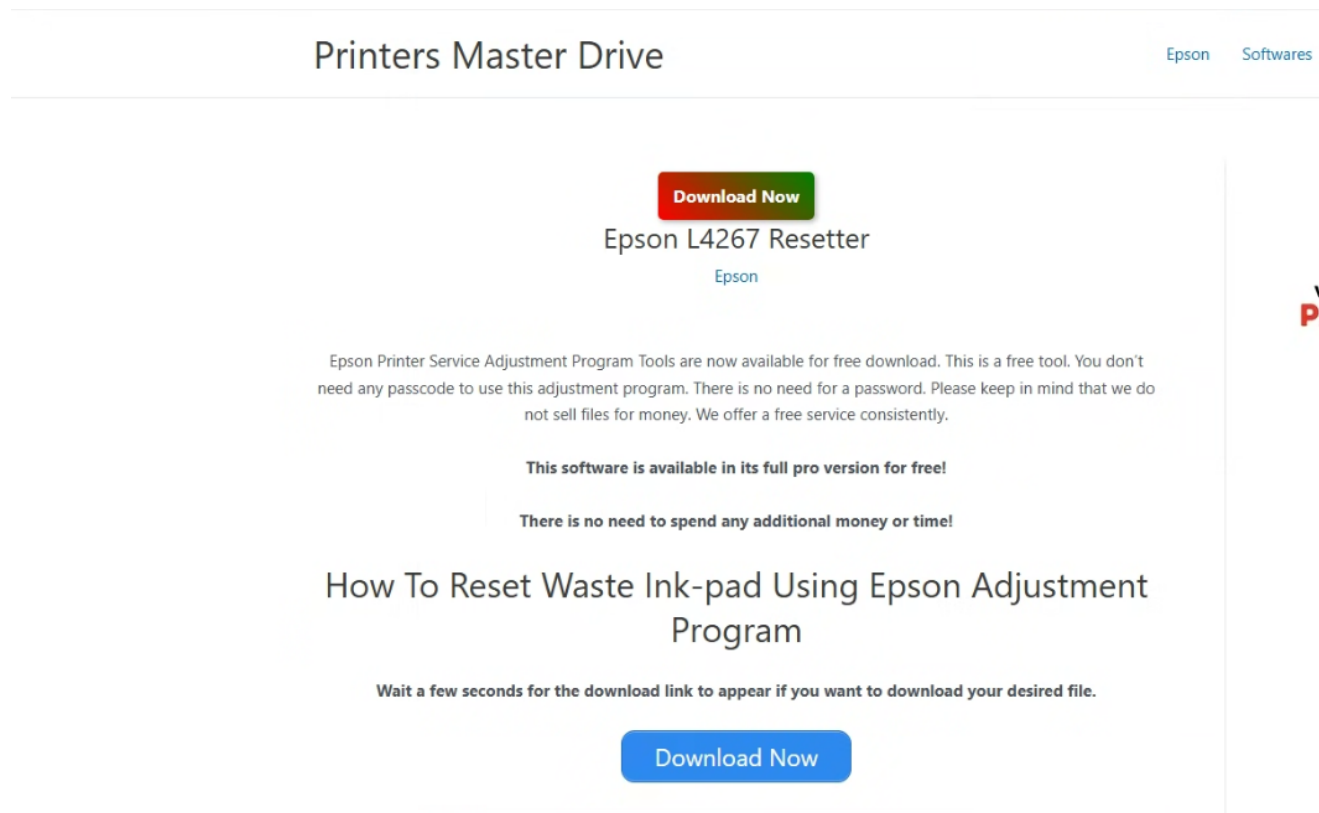 Printers Master Drive
Epson
Softwares
Download Now
Epson L4267 Resetter
Epson
Epson Printer Service Adjustment Program Tools are now available for free download. This is a free tool. You don't
need any passcode to use this adjustment program. There is no need for a password. Please keep in mind that we do
not sell files for money. We offer a free service consistently.
This software is available in its full pro version for free!
There is no need to spend any additional money or time!
How To Reset Waste Ink-pad Using Epson Adjustment
Program
Wait a few seconds for the download link to appear if you want to download your desired file.
Download Now